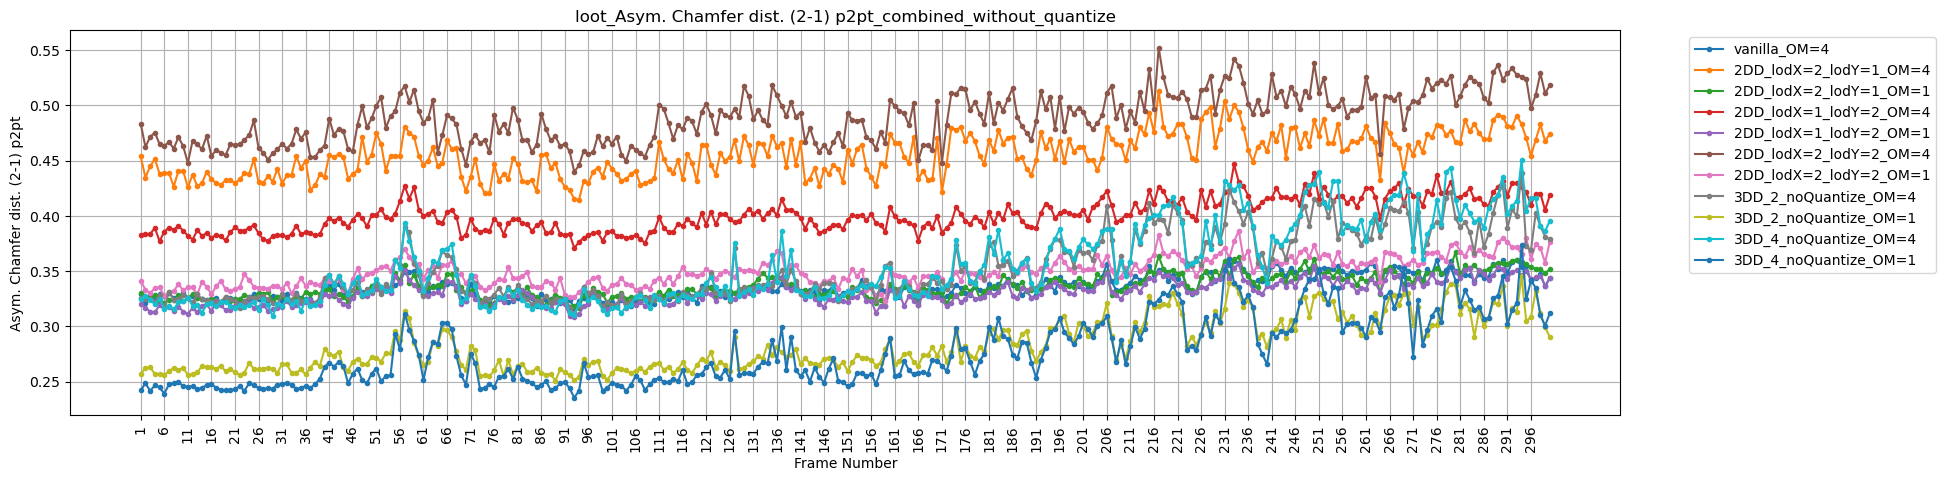 loot_Asym. Chamfer dist. (2-1) p2pt_combined_without_quantize
Asym. Chamfer dist. (2-1) p2pt
0.55
0.50
0.45
0.40
0.35
0.30
0.25
1 6 11 16 21 26 31 36 41 46 51 56 61 66 71 76 81 86 91 96 101 106 111 116 121 126 131 136 141 146 151 156 161 166 171 176 181 186 191 196 201 206 211 216 221 226 231 236 241 246 251 256 261 266 271 276 281 286 291 296
Frame Number
vanilla_OM=4
2DD_lodX=2_lodY=1_OM=4
2DD_lodX=2_lodY=1_OM=1
2DD_lodX=1_lodY=2_OM=4
2DD_lodX=1_lodY=2_OM=1
2DD_lodX=2_lodY=2_OM=4
2DD_lodX=2_lodY=2_OM=1
3DD_2_noQuantize_OM=4
3DD_2_noQuantize_OM=1
3DD_4_noQuantize_OM=4
3DD_4_noQuantize_OM=1